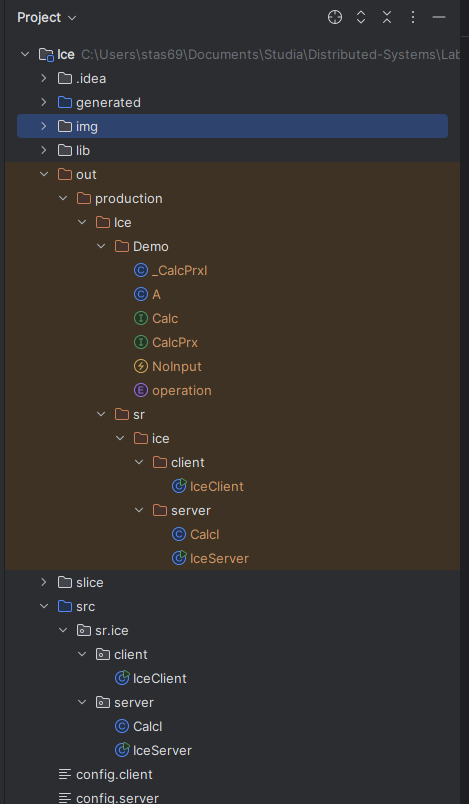 Project
Ice C:\Users\stas69\Documents\Studia\Distributed-Systems\Lab
.idea
generated
img
lib
out
production
Ice
Demo
_CalcPrxI
A
Calc
CalcPrx
NoInput
operation
sr
ice
client
IceClient
server
CalcI
IceServer
slice
src
sr.ice
client
IceClient
server
CalcI
IceServer
config.client
config.server